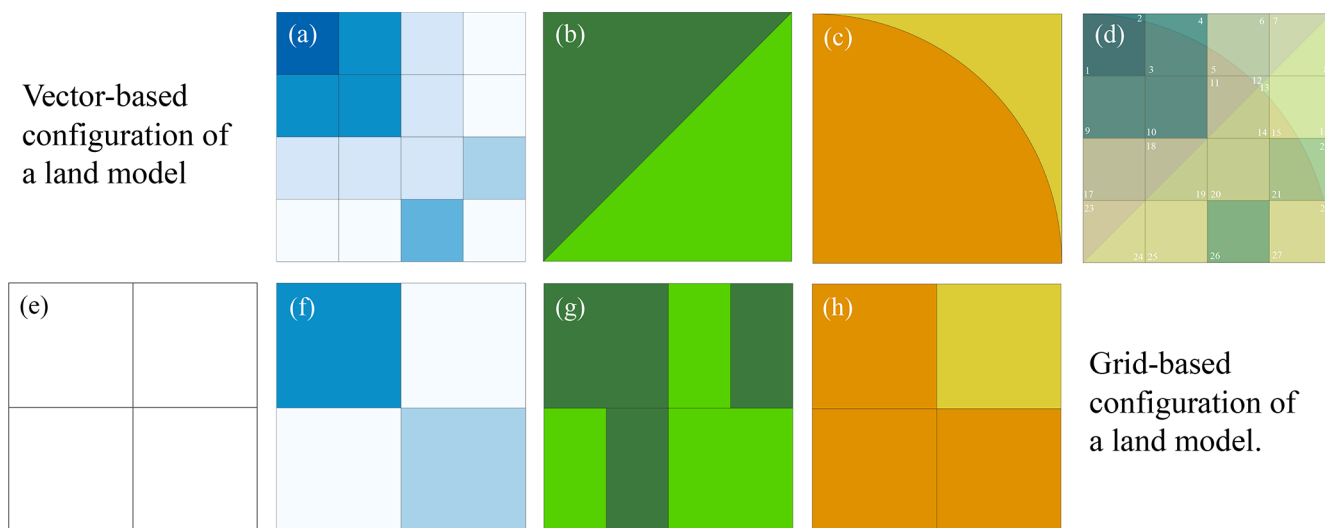 Vector-based
configuration of
a land model
(a)
(b)
(c)
(d)
2
4
6
7
1
3
5
11
12
13
9
10
14
15
18
17
19
20
21
23
24
25
26
27
(e)
(f)
(g)
(h)
Grid-based
configuration of
a land model.